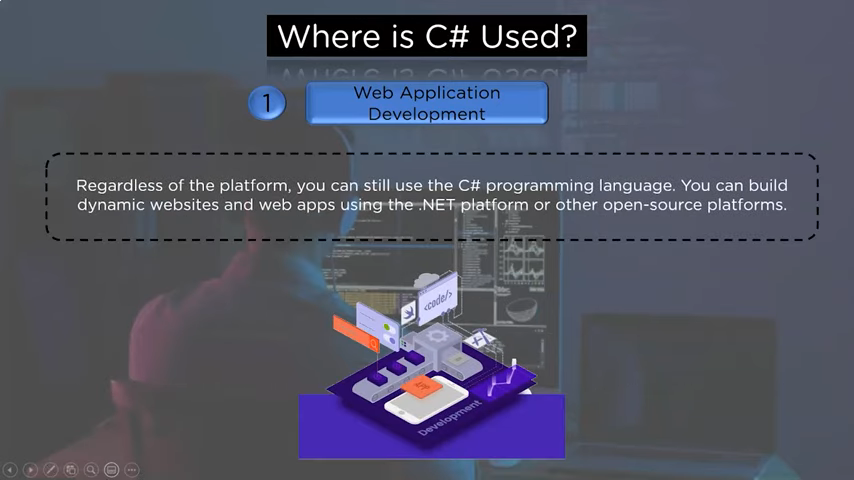 Where is C# Used?
1
Web Application
Development
Regardless of the platform, you can still use the C# programming language. You can build
dynamic websites and web apps using the .NET platform or other open-source platforms.
<code/>
APP
Development